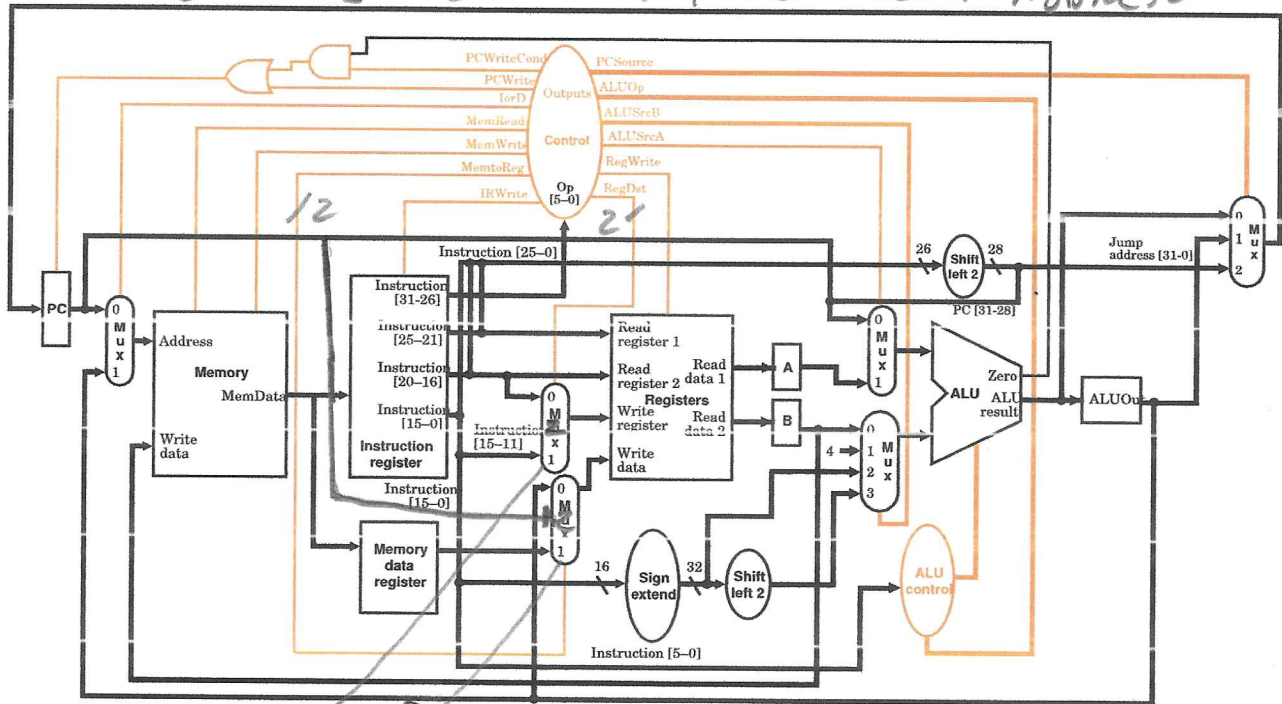 Address
PCWriteCond
PCSource
PCWrite
ALUOp
IorD
Outputs
ALUSrcB
MemRead
ALUSrcA
MemWrite
Control
RegWrite
MemtoReg
Op
[5–0]
RegDst
IRWrite
12
2
Instruction [25–0]
26
28
Shift
left 2
Jump
address [31-0]
0
1
2
M
u
x
PC
PC [31-28]
0
M
u
x
1
Address
Memory
MemData
Write
data
Instruction
[31-26]
Instruction
[25–21]
Instruction
[20–16]
Instruction
[15–0]
Instruction
register
Instruction
[15–11]
Instruction
[15–0]
0
M
x
1
0
M
u
x
1
Read
register 1
Read
register 2
Registers
Write
register
Write
data
Read
data 1
Read
data 2
A
B
4
0
M
u
x
1
0
1
2
3
M
u
x
Zero
ALU
ALU
result
ALUOut
Memory
data
register
16
Sign
extend
32
Shift
left 2
ALU
control
Instruction [5–0]